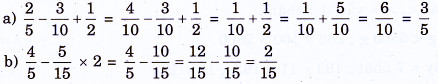 a) 2/5 - 3/10 + 1/2 = 4/10 - 3/10 + 1/2 = 1/10 + 1/2 = 1/10 + 5/10 = 6/10 = 3/5
b) 4/5 - 5/15 × 2 = 4/5 - 10/15 = 12/15 - 10/15 = 2/15